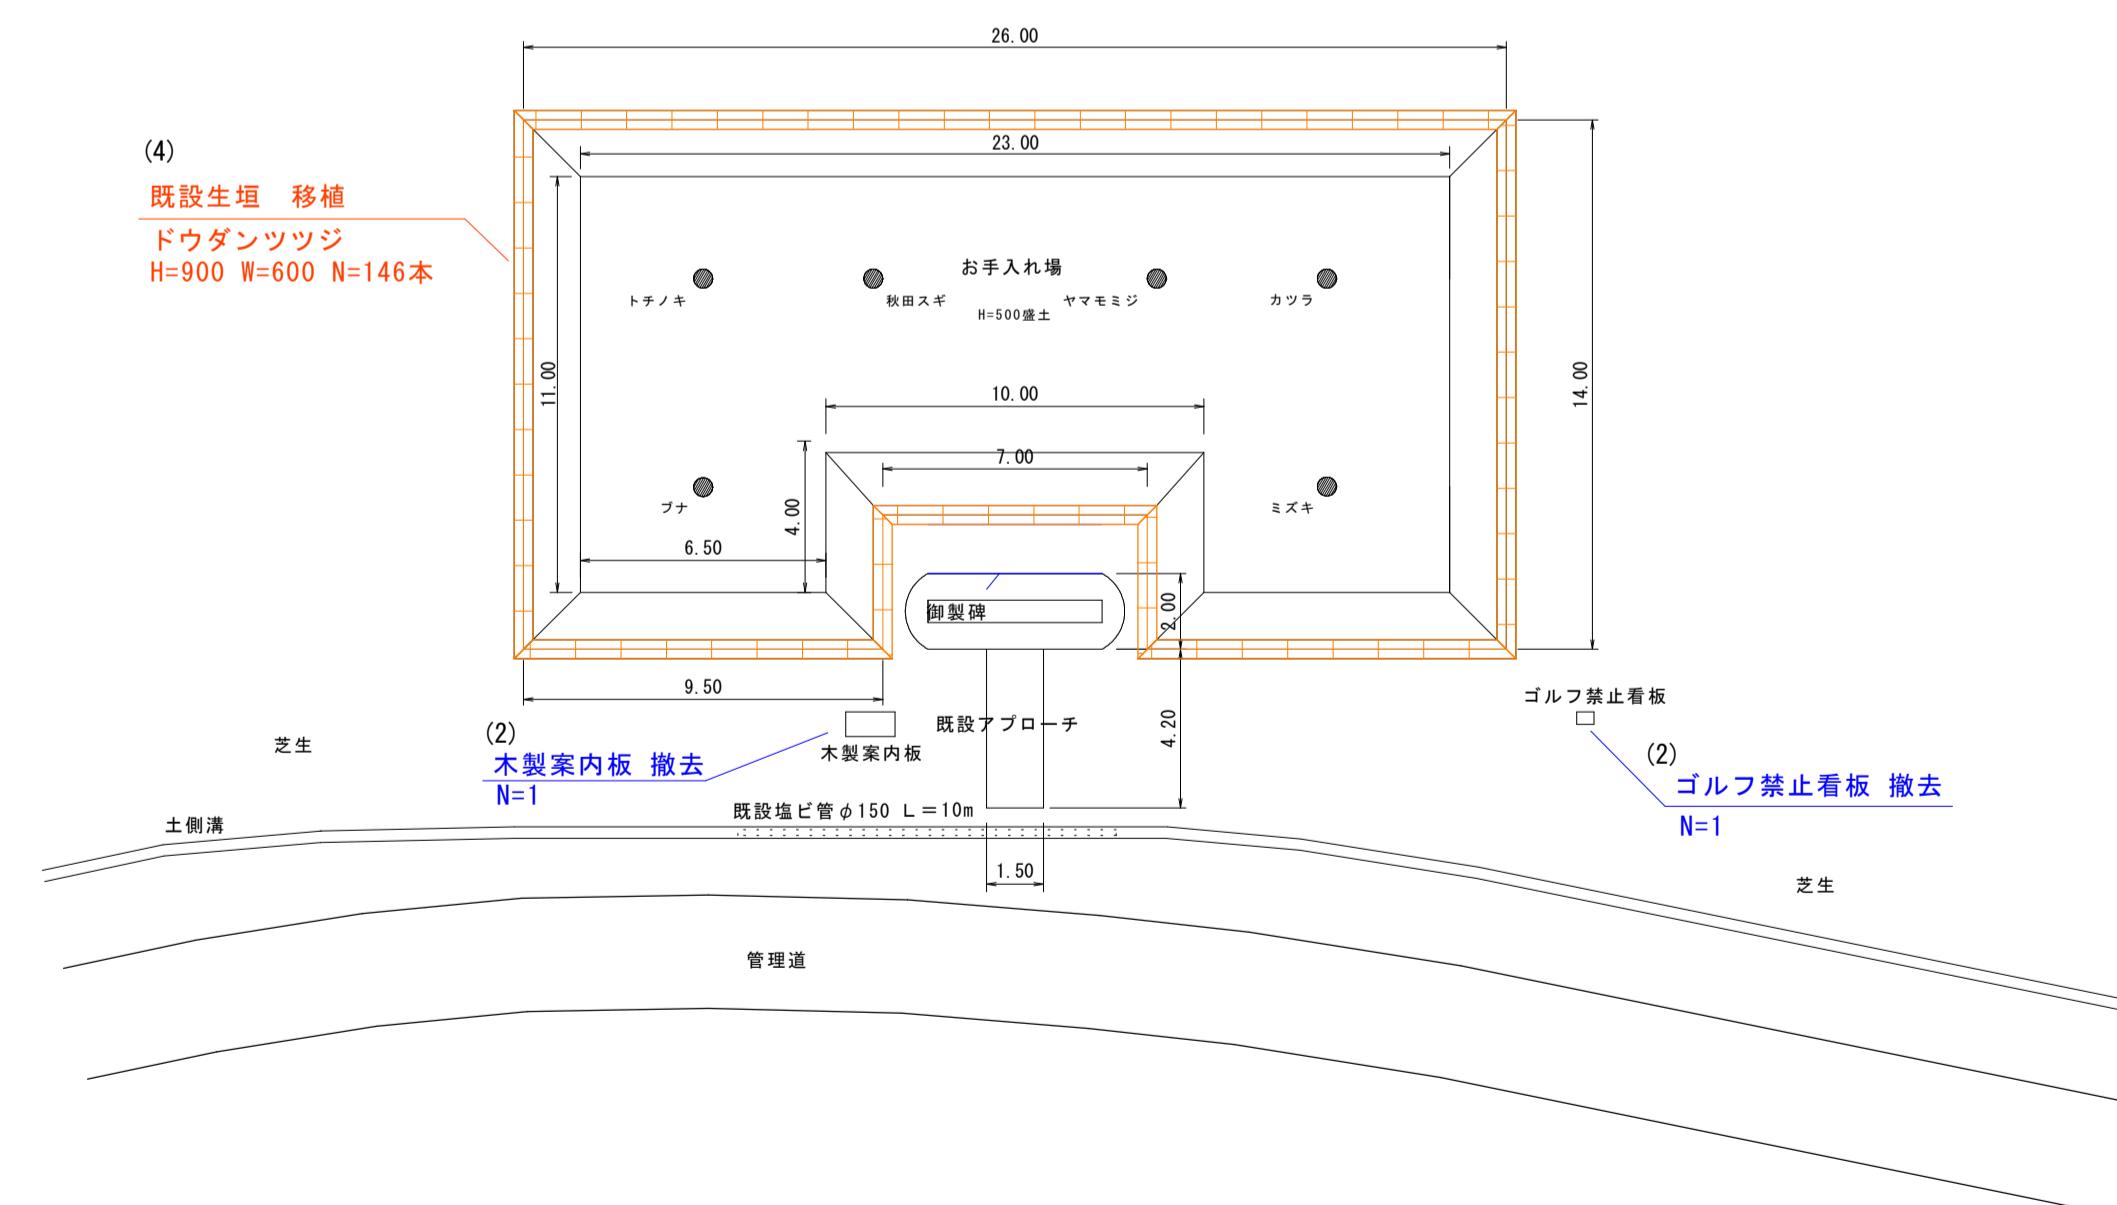 26.00
23.00
(4)
既設生垣　移植
ドウダンツツジ
H=900 W=600 N=146本
お手入れ場
トチノキ
秋田スギ
H=500盛土
ヤマモミジ
カツラ
11.00
14.00
10.00
7.00
4.00
ブナ
ミズキ
6.50
2.00
御製碑
9.50
4.20
ゴルフ禁止看板
(2)
木製案内板 撤去
N=1
木製案内板
既設アプローチ
(2)
ゴルフ禁止看板 撤去
N=1
芝生
土側溝
既設塩ビ管φ150 L=10m
1.50
芝生
管理道